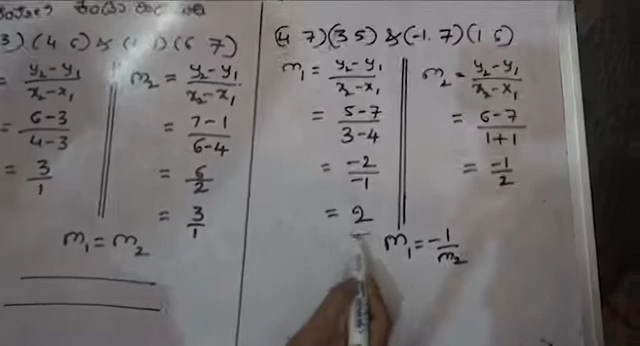 3) (4 6) & (6 7)
= y₂-y₁ / x₂-x₁
= 6-3 / 4-3
= 3/1
m₂ = y₂-y₁ / x₂-x₁
= 7-1 / 6-4
= 6/2
= 3/1
m₁ = m₂
(4 7)(3 5) & (-1. 7)(1 6)
m₁ = y₂-y₁ / x₂-x₁
= 5-7 / 3-4
= -2/-1
= 2
m₂ = y₂-y₁ / x₂-x₁
= 6-7 / 1+1
= -1/2
m₁ = -1/m₂